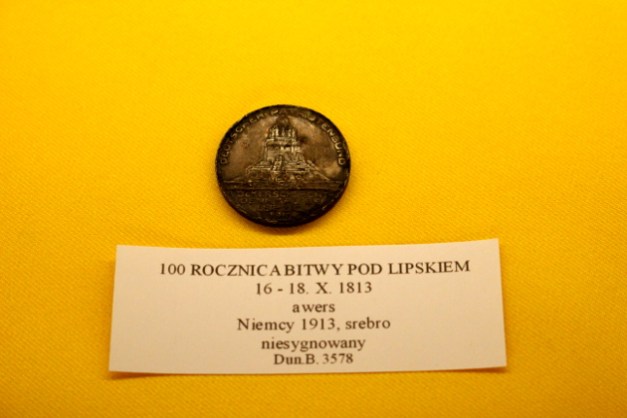 100 ROCZNICA BITWY POD LIPSKIEM
16 - 18. X. 1813
awers
Niemcy 1913, srebro
niesygnowany
Dun.B. 3578